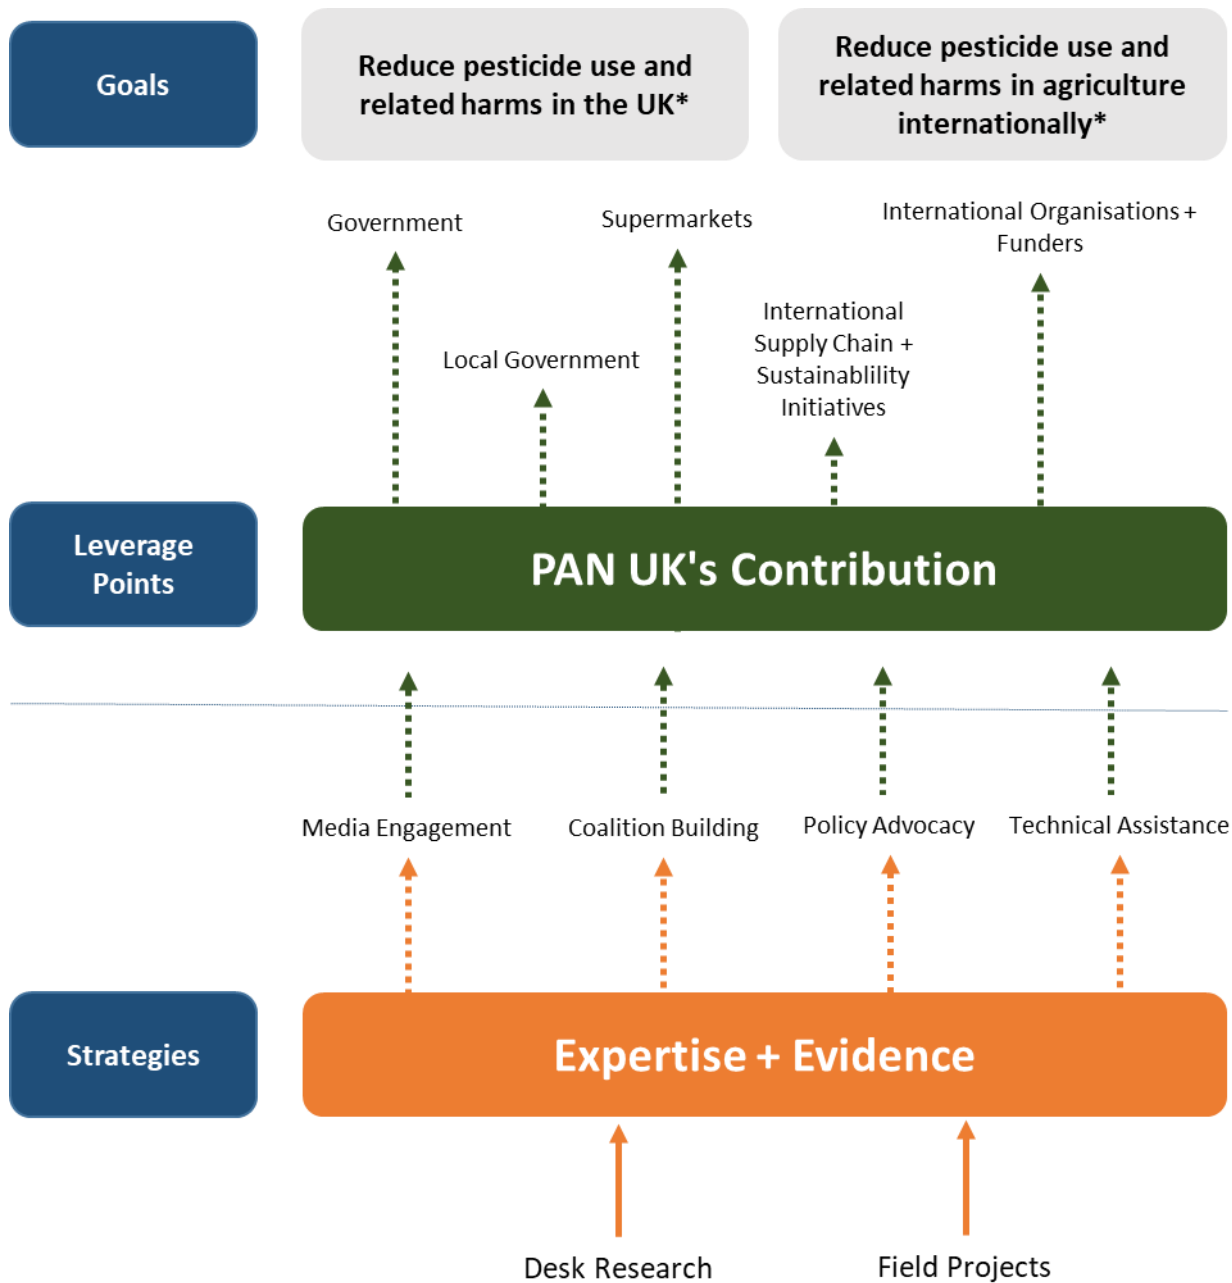 Goals
Reduce pesticide use and
related harms in the UK*
Reduce pesticide use and
related harms in agriculture
internationally*
Government
Supermarkets
International Organisations +
Funders
Local Government
International
Supply Chain +
Sustainablility
Initiatives
Leverage
Points
PAN UK's Contribution
Media Engagement
Coalition Building
Policy Advocacy
Technical Assistance
Strategies
Expertise + Evidence
Desk Research
Field Projects